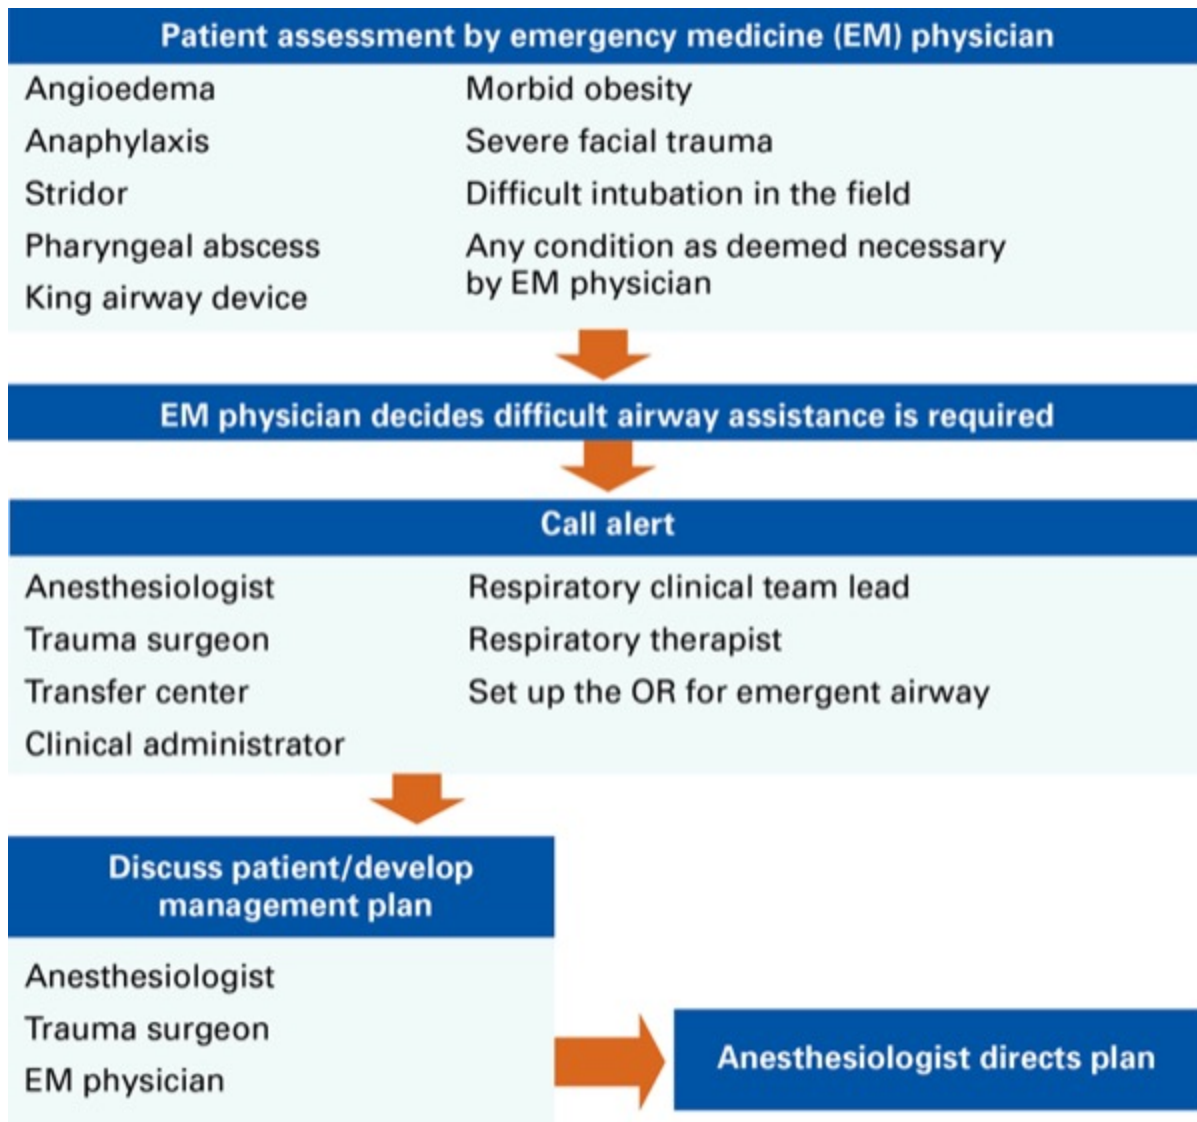 Patient assessment by emergency medicine (EM) physician
Angioedema
Anaphylaxis
Stridor
Pharyngeal abscess
King airway device
Morbid obesity
Severe facial trauma
Difficult intubation in the field
Any condition as deemed necessary
by EM physician
EM physician decides difficult airway assistance is required
Call alert
Anesthesiologist
Trauma surgeon
Transfer center
Clinical administrator
Respiratory clinical team lead
Respiratory therapist
Set up the OR for emergent airway
Discuss patient/develop
management plan
Anesthesiologist
Trauma surgeon
EM physician
Anesthesiologist directs plan